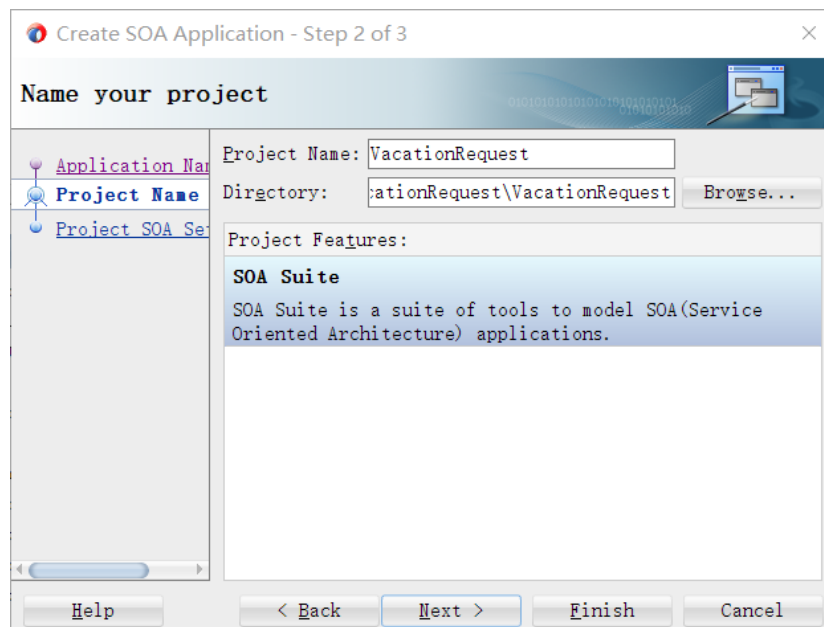 Create SOA Application - Step 2 of 3
Name your project
Application Nar
Project Name
Project SOA Set
Project Name: VacationRequest
Directory: cationRequest\VacationRequest Browse...
Project Features:
SOA Suite
SOA Suite is a suite of tools to model SOA(Service
Oriented Architecture) applications.
Help
< Back
Next >
Finish
Cancel